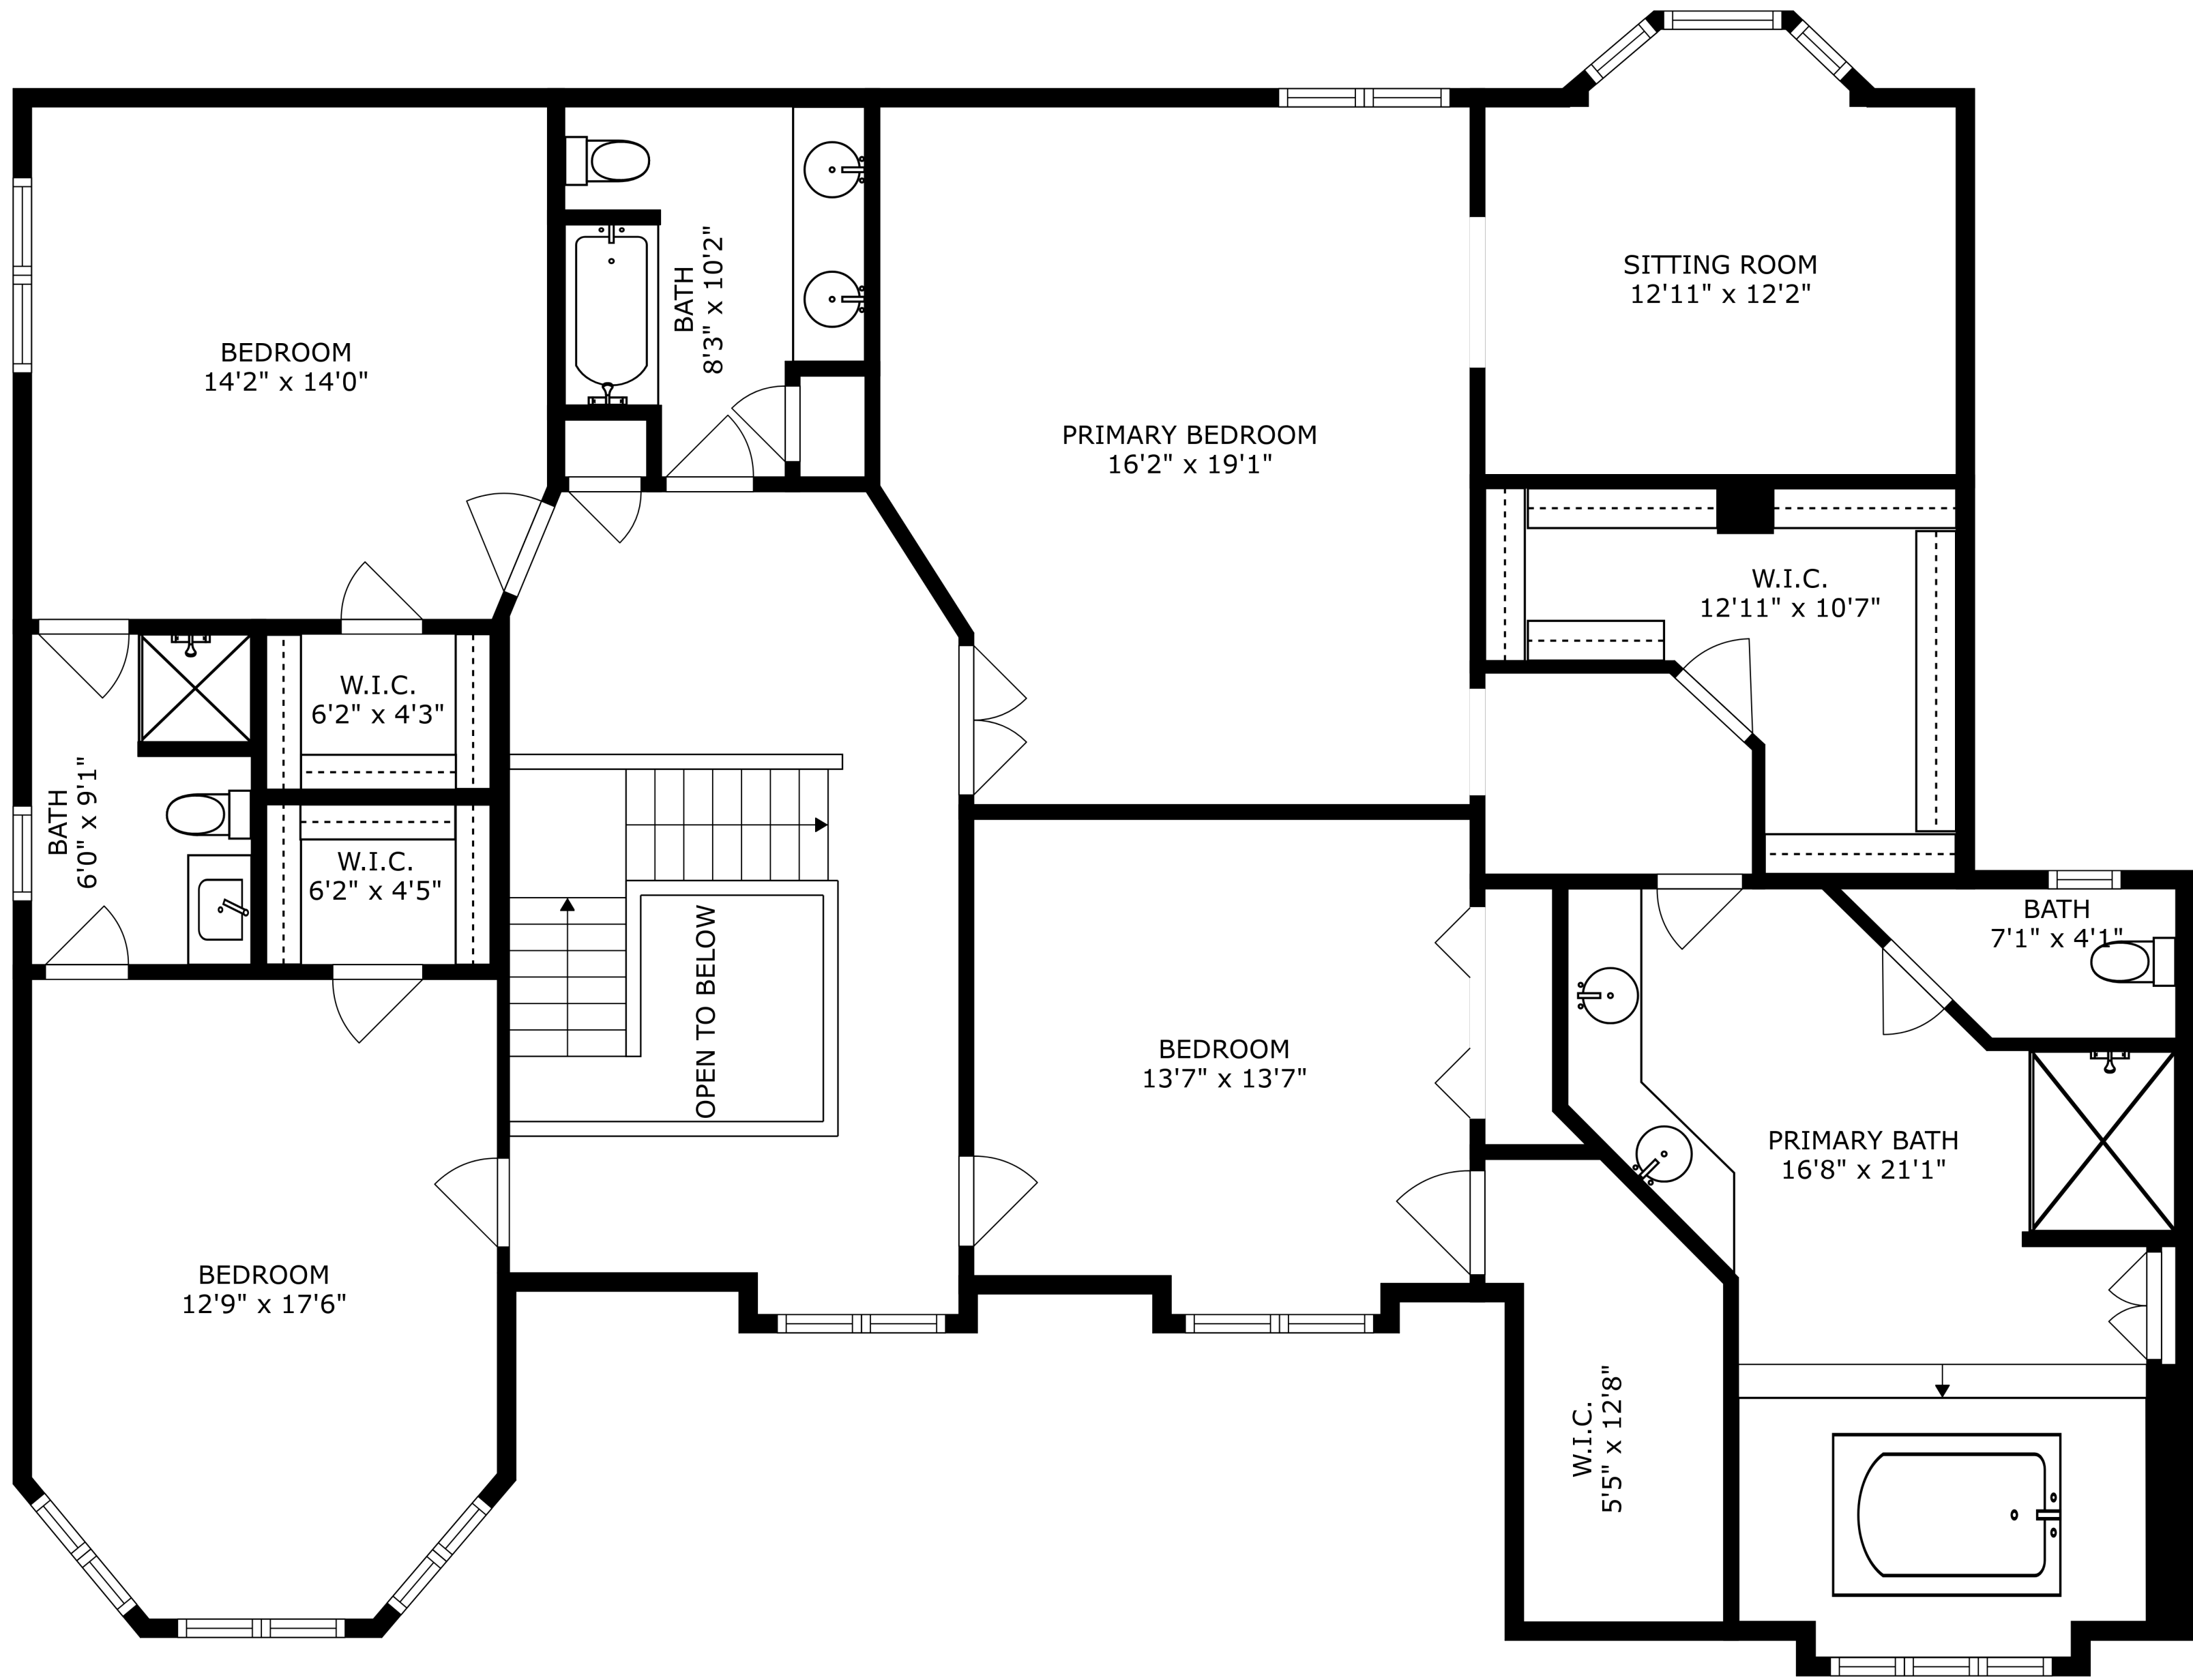 SITTING ROOM
12'11" x 12'2"
BATH
8'3" x 10'2"
BEDROOM
14'2" x 14'0"
PRIMARY BEDROOM
16'2" x 19'1"
W.I.C.
12'11" x 10'7"
W.I.C.
6'2" x 4'3"
BATH
6'0" x 9'1"
W.I.C.
6'2" x 4'5"
BATH
7'1" x 4'1"
OPEN TO BELOW
BEDROOM
13'7" x 13'7"
PRIMARY BATH
16'8" x 21'1"
BEDROOM
12'9" x 17'6"
W.I.C.
5'5" x 12'8"